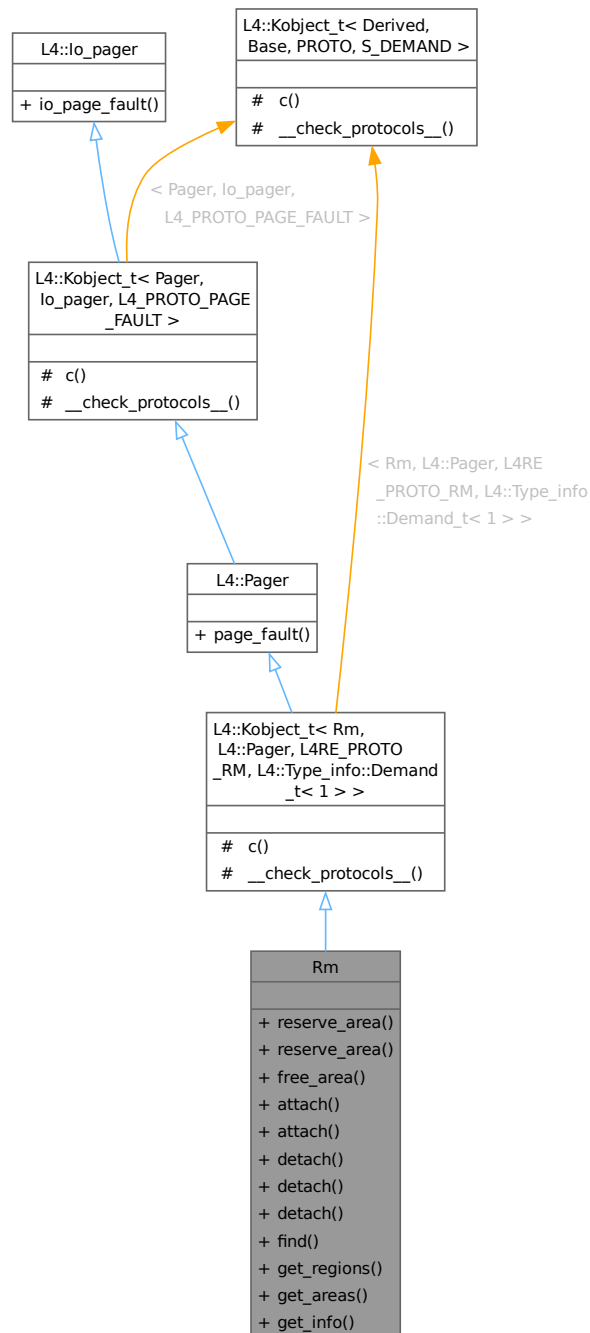 L4::Io_pager
+ io_page_fault()
L4::Kobject_t< Derived,
Base, PROTO, S_DEMAND >
# c()
# __check_protocols__()
< Pager, Io_pager,
L4_PROTO_PAGE_FAULT >
L4::Kobject_t< Pager,
Io_pager, L4_PROTO_PAGE
_FAULT >
# c()
# __check_protocols__()
< Rm, L4::Pager, L4RE
_PROTO_RM, L4::Type_info
::Demand_t< 1 > >
L4::Pager
+ page_fault()
L4::Kobject_t< Rm,
L4::Pager, L4RE_PROTO
_RM, L4::Type_info::Demand
_t< 1 > >
# c()
# __check_protocols__()
Rm
+ reserve_area()
+ reserve_area()
+ free_area()
+ attach()
+ attach()
+ detach()
+ detach()
+ detach()
+ find()
+ get_regions()
+ get_areas()
+ get_info()